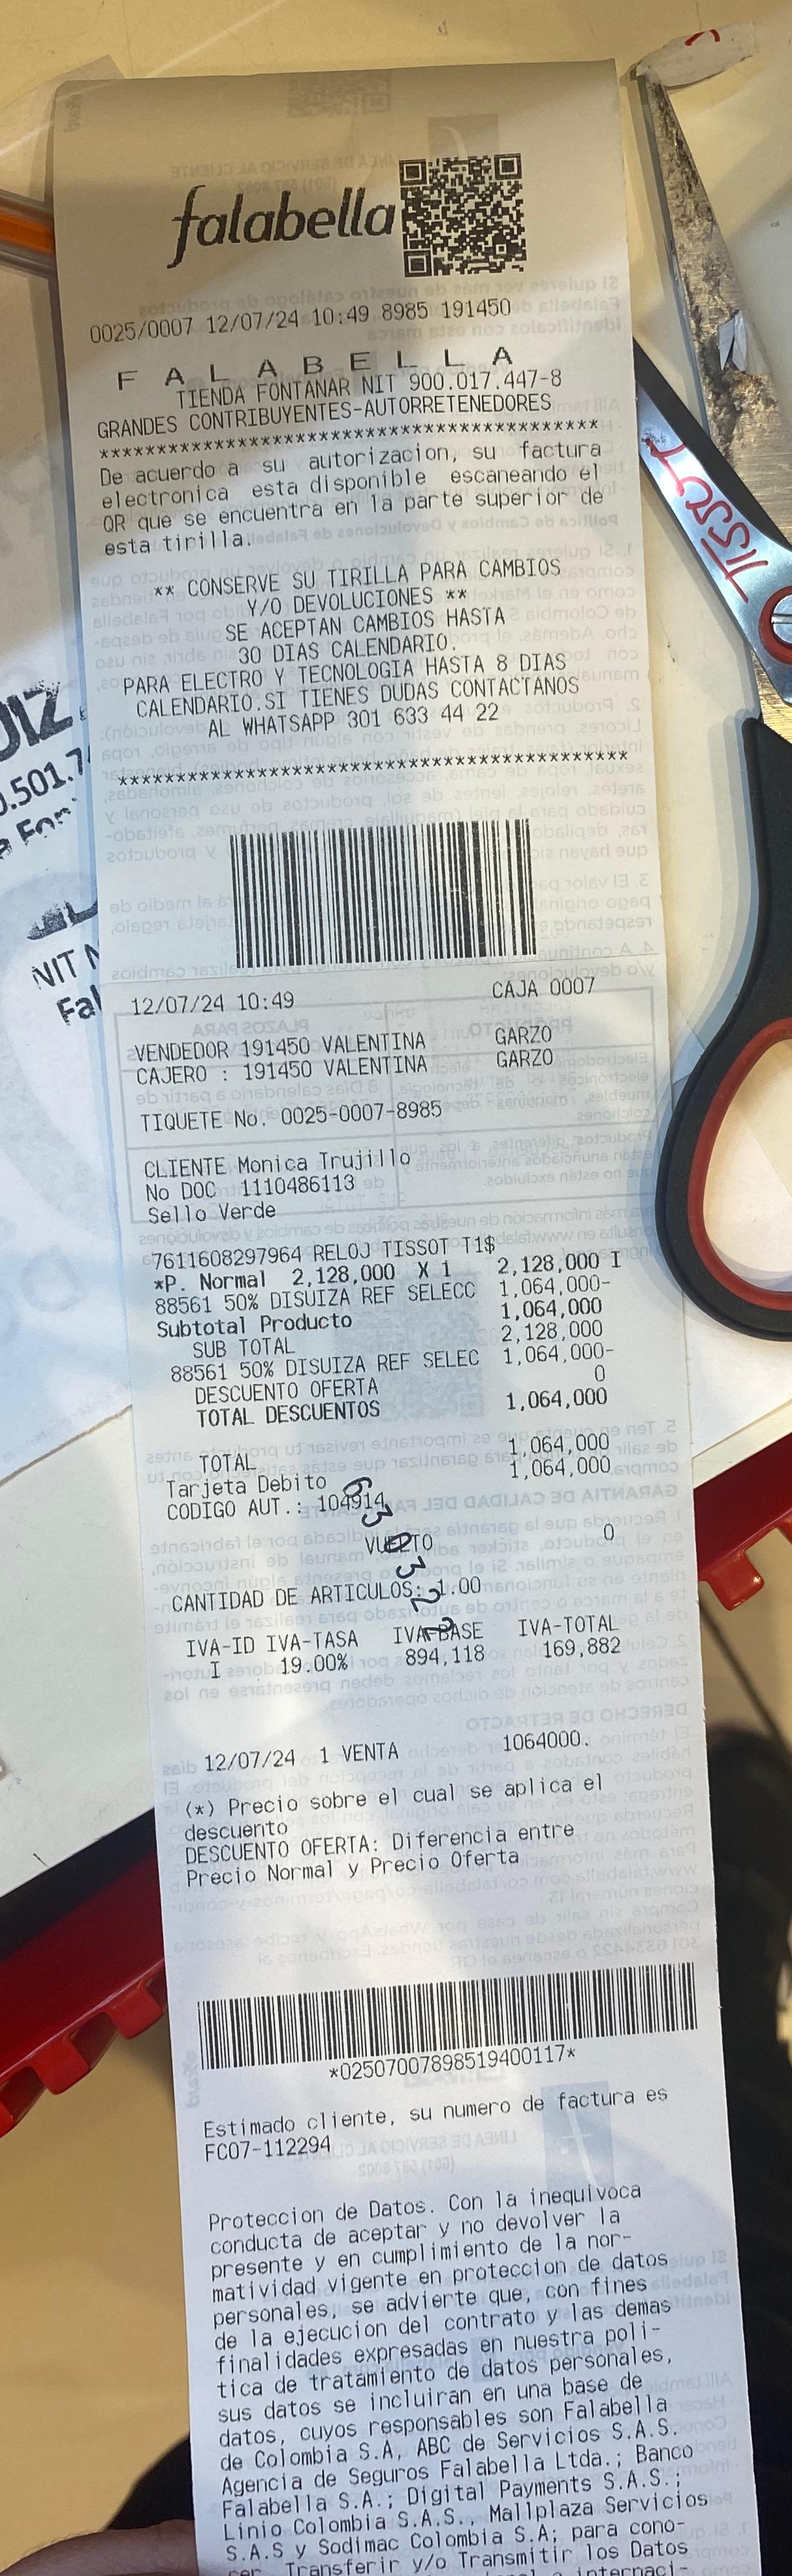 falabella
0025/0007 12/07/24 10:49 8985 191450
F A L A B E L L A
TIENDA FONTANAR NIT 900.017.447-8
GRANDES CONTRIBUYENTES-AUTORRETENEDORES
*******************************************
De acuerdo a su autorizacion, su factura
electronica esta disponible escaneando el
QR que se encuentra en la parte superior de
esta tirilla.
** CONSERVE SU TIRILLA PARA CAMBIOS
Y/O DEVOLUCIONES **
SE ACEPTAN CAMBIOS HASTA
30 DIAS CALENDARIO.
PARA ELECTRO Y TECNOLOGIA HASTA 8 DIAS
CALENDARIO.SI TIENES DUDAS CONTACTANOS
AL WHATSAPP 301 633 44 22
*******************************************
12/07/24 10:49 CAJA 0007
VENDEDOR 191450 VALENTINA GARZO
CAJERO : 191450 VALENTINA GARZO
TIQUETE No. 0025-0007-8985
CLIENTE Monica Trujillo
No DOC 1110486113
Sello Verde
7611608297964 RELOJ TISSOT T1$
*P. Normal 2,128,000 X 1 2,128,000 I
88561 50% DISUIZA REF SELECC 1,064,000-
Subtotal Producto 1,064,000
SUB TOTAL 2,128,000
88561 50% DISUIZA REF SELEC 1,064,000-
DESCUENTO OFERTA 0
TOTAL DESCUENTOS 1,064,000
TOTAL 1,064,000
Tarjeta Debito 1,064,000
CODIGO AUT.: 104914
VUELTO 0
CANTIDAD DE ARTICULOS: 1.00
IVA-ID IVA-TASA IVA-BASE IVA-TOTAL
I 19.00% 894,118 169,882
12/07/24 1 VENTA 1064000.
(*) Precio sobre el cual se aplica el
descuento
DESCUENTO OFERTA: Diferencia entre
Precio Normal y Precio Oferta
*02507007898519400117*
Estimado cliente, su numero de factura es
FC07-112294
Proteccion de Datos. Con la inequivoca
conducta de aceptar y no devolver la
presente y en cumplimiento de la nor-
matividad vigente en proteccion de datos
personales, se advierte que, con fines
de la ejecucion del contrato y las demas
finalidades expresadas en nuestra poli-
tica de tratamiento de datos personales,
sus datos se incluiran en una base de
datos, cuyos responsables son Falabella
de Colombia S.A, ABC de Servicios S.A.S.
Agencia de Seguros Falabella Ltda.; Banco
Falabella S.A.; Digital Payments S.A.S.;
Linio Colombia S.A.S., Mallplaza Servicios
S.A.S y Sodimac Colombia S.A; para cono-
cer, Transferir y/o Transmitir los Datos
TISSOT
NIT